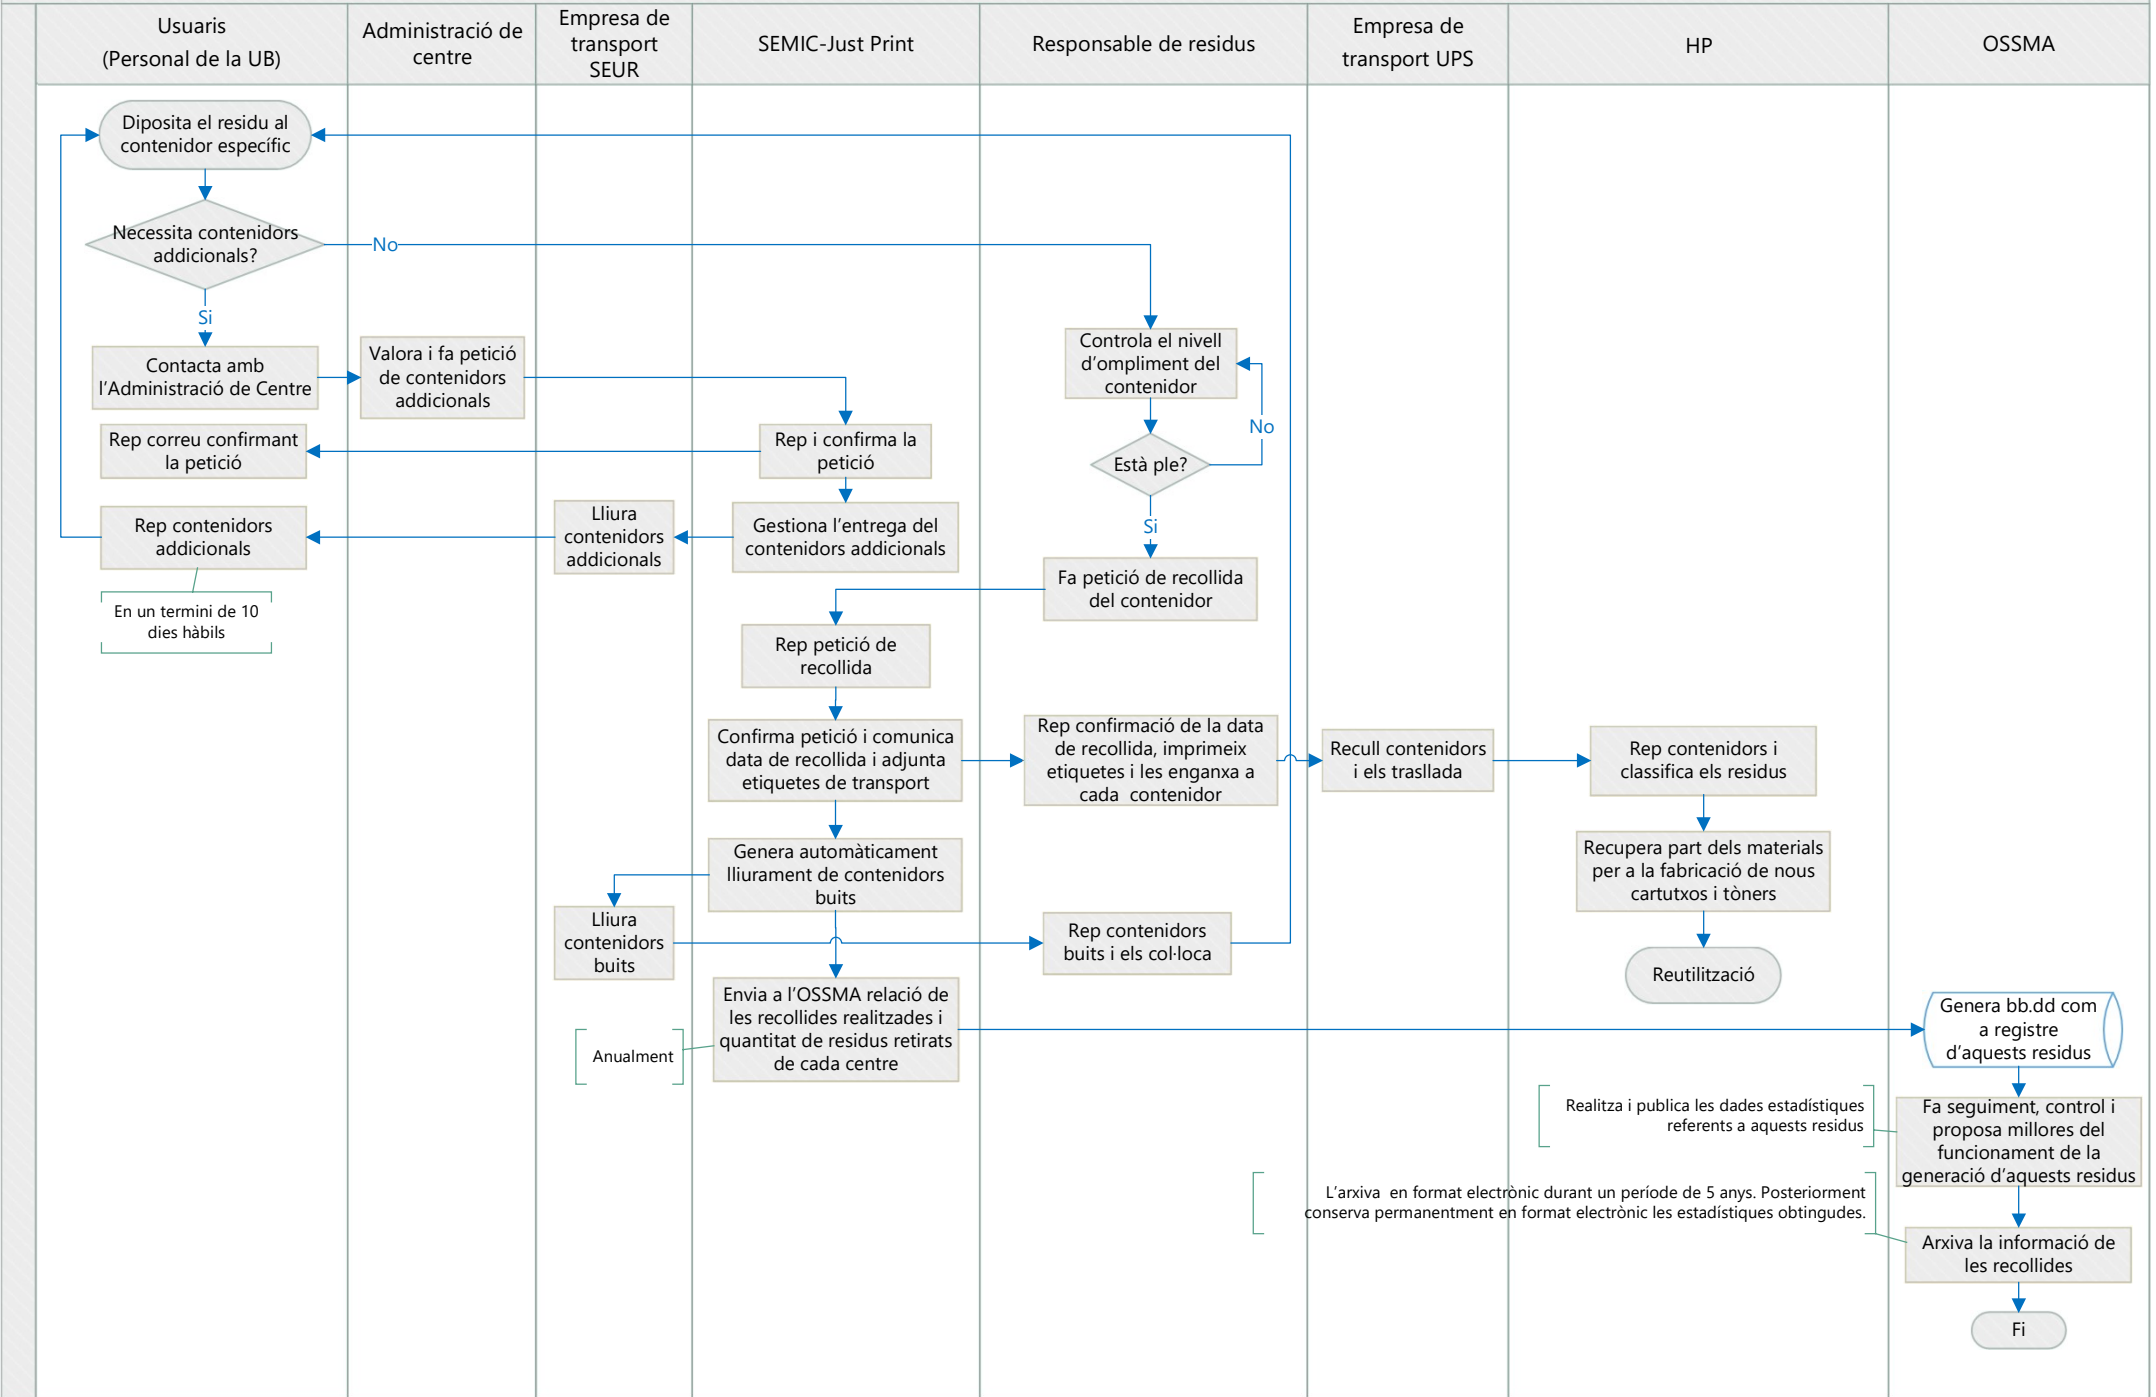 Usuaris
(Personal de la UB)
Administració de
centre
Empresa de
transport
SEUR
SEMIC-Just Print
Responsable de residus
Empresa de
transport UPS
HP
OSSMA
Diposita el residu al
contenidor específic
Necessita contenidors
addicionals?
No
Si
Contacta amb
l'Administració de Centre
Valora i fa petició
de contenidors
addicionals
Controla el nivell
d'ompliment del
contenidor
No
Rep correu confirmant
la petició
Rep i confirma la
petició
Està ple?
Si
Rep contenidors
addicionals
Lliura
contenidors
addicionals
Gestiona l'entrega del
contenidors addicionals
En un termini de 10
dies hàbils
Fa petició de recollida
del contenidor
Rep petició de
recollida
Confirma petició i comunica
data de recollida i adjunta
etiquetes de transport
Rep confirmació de la data
de recollida, imprimeix
etiquetes i les enganxa a
cada  contenidor
Recull contenidors
i els trasllada
Rep contenidors i
classifica els residus
Genera automàticament
lliurament de contenidors
buits
Recupera part dels materials
per a la fabricació de nous
cartutxos i tòners
Lliura
contenidors
buits
Rep contenidors
buits i els col·loca
Reutilització
Envia a l'OSSMA relació de
les recollides realitzades i
quantitat de residus retirats
de cada centre
Anualment
Genera bb.dd com
a registre
d'aquests residus
Realitza i publica les dades estadístiques
referents a aquests residus
Fa seguiment, control i
proposa millores del
funcionament de la
generació d'aquests residus
L'arxiva  en format electrònic durant un període de 5 anys. Posteriorment
conserva permanentment en format electrònic les estadístiques obtingudes.
Arxiva la informació de
les recollides
Fi